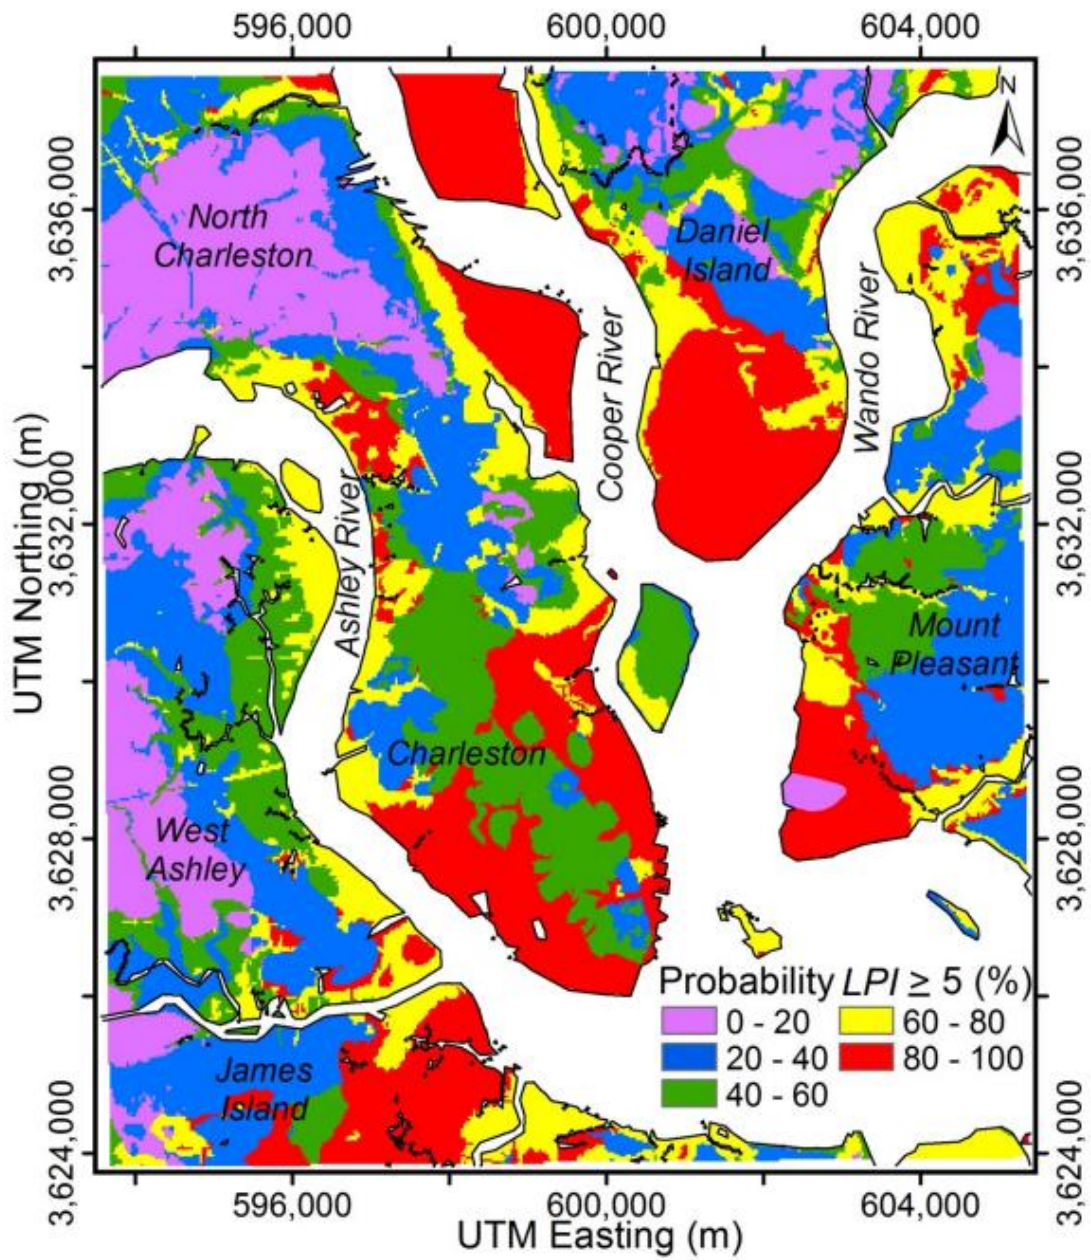 596,000 600,000 604,000
N
3,636,000
3,632,000
3,628,000
3,624,000
UTM Northing (m)
North
Charleston
Daniel
Island
Cooper River
Wando River
Ashley River
Mount
Pleasant
Charleston
West
Ashley
James
Island
Probability LPI ≥ 5 (%)
0 - 20
60 - 80
20 - 40
80 - 100
40 - 60
3,636,000
3,632,000
3,628,000
3,624,000
596,000 600,000 604,000
UTM Easting (m)